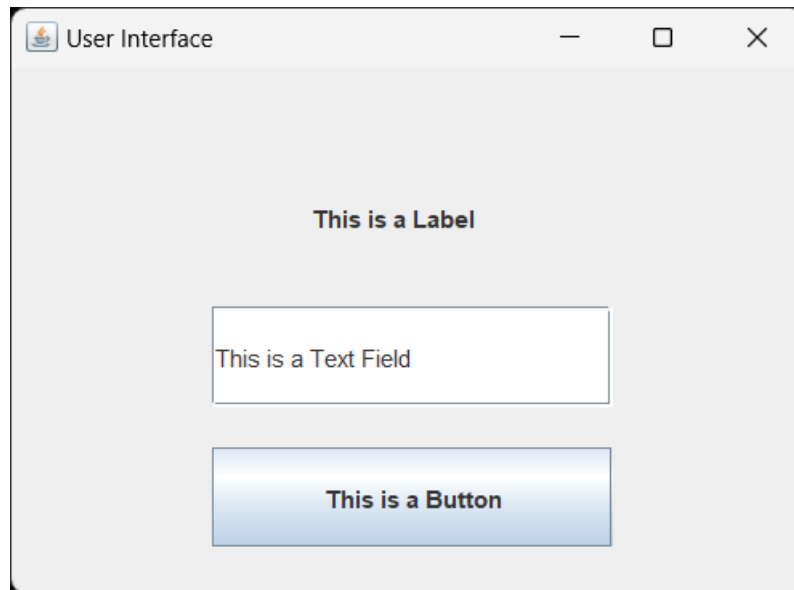 User Interface
This is a Label
This is a Text Field
This is a Button